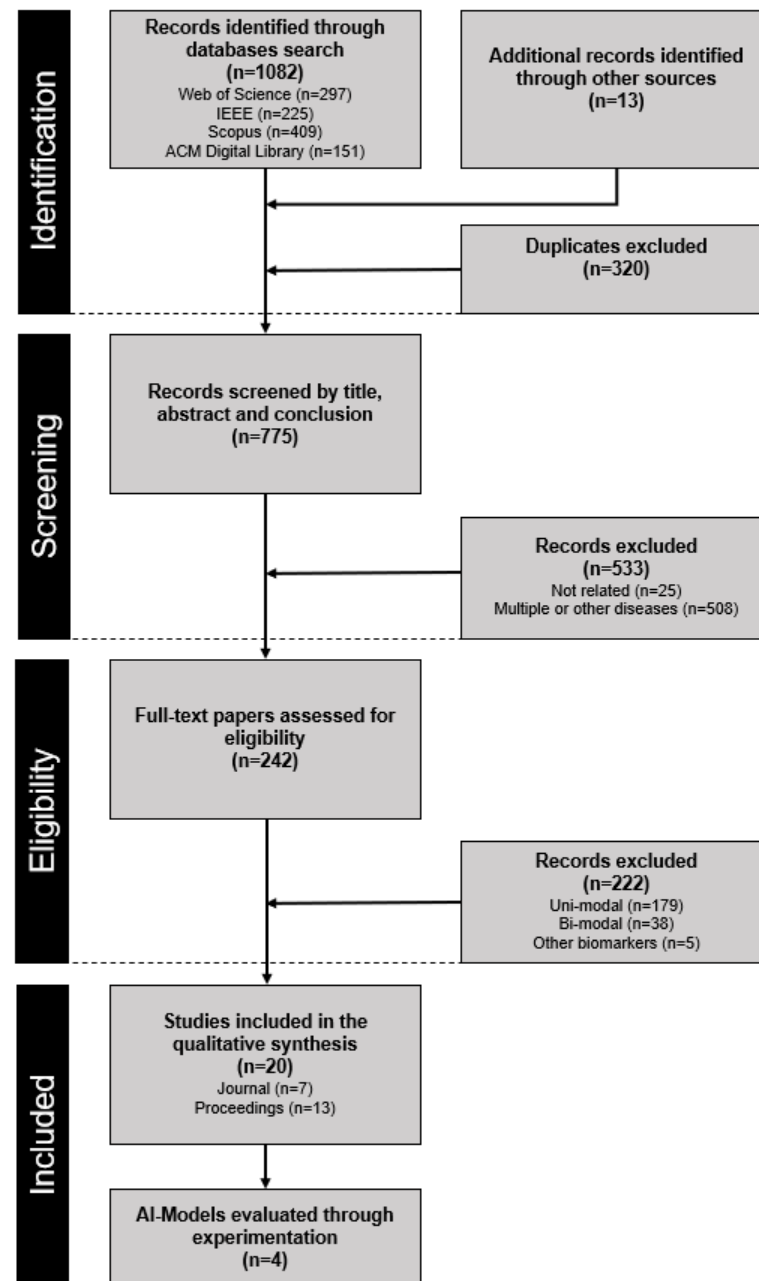 Identification
Records identified through
databases search
(n=1082)
Web of Science (n=297)
IEEE (n=225)
Scopus (n=409)
ACM Digital Library (n=151)
Additional records identified
through other sources
(n=13)
Duplicates excluded
(n=320)
Screening
Records screened by title,
abstract and conclusion
(n=775)
Records excluded
(n=533)
Not related (n=25)
Multiple or other diseases (n=508)
Eligibility
Full-text papers assessed for
eligibility
(n=242)
Records excluded
(n=222)
Uni-modal (n=179)
Bi-modal (n=38)
Other biomarkers (n=5)
Included
Studies included in the
qualitative synthesis
(n=20)
Journal (n=7)
Proceedings (n=13)
AI-Models evaluated through
experimentation
(n=4)